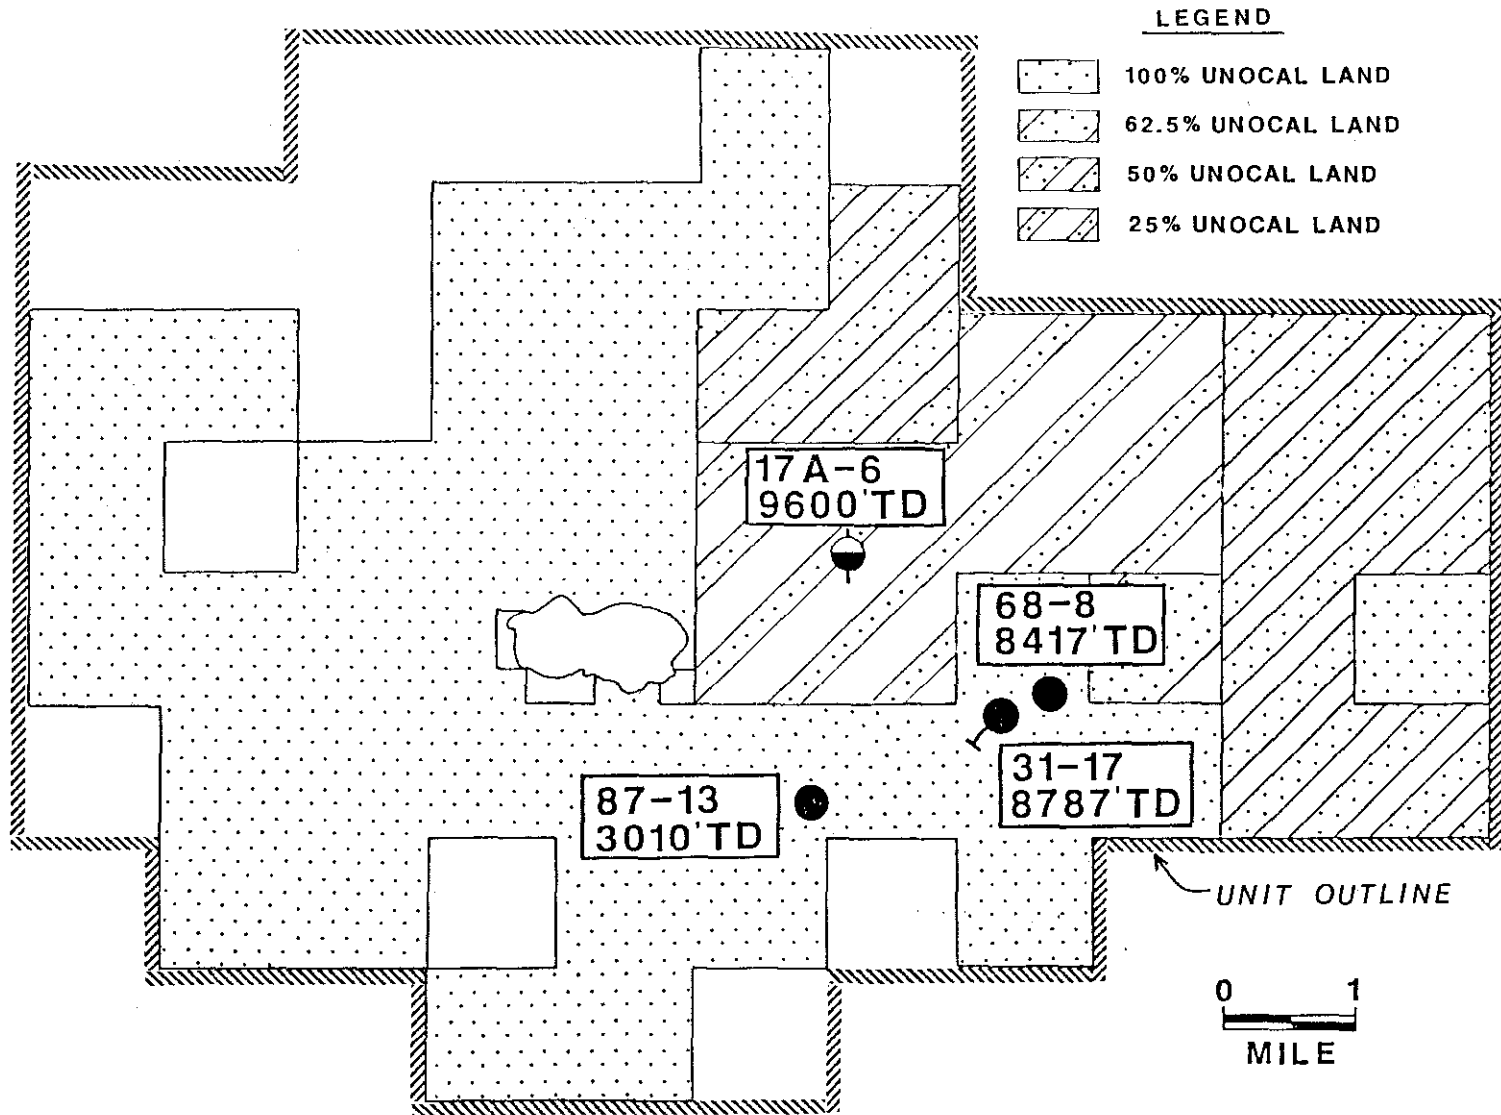 LEGEND
100% UNOCAL LAND
62.5% UNOCAL LAND
50% UNOCAL LAND
25% UNOCAL LAND
17A-6
9600'TD
68-8
8417'TD
31-17
8787'TD
87-13
3010'TD
UNIT OUTLINE
0 1
MILE